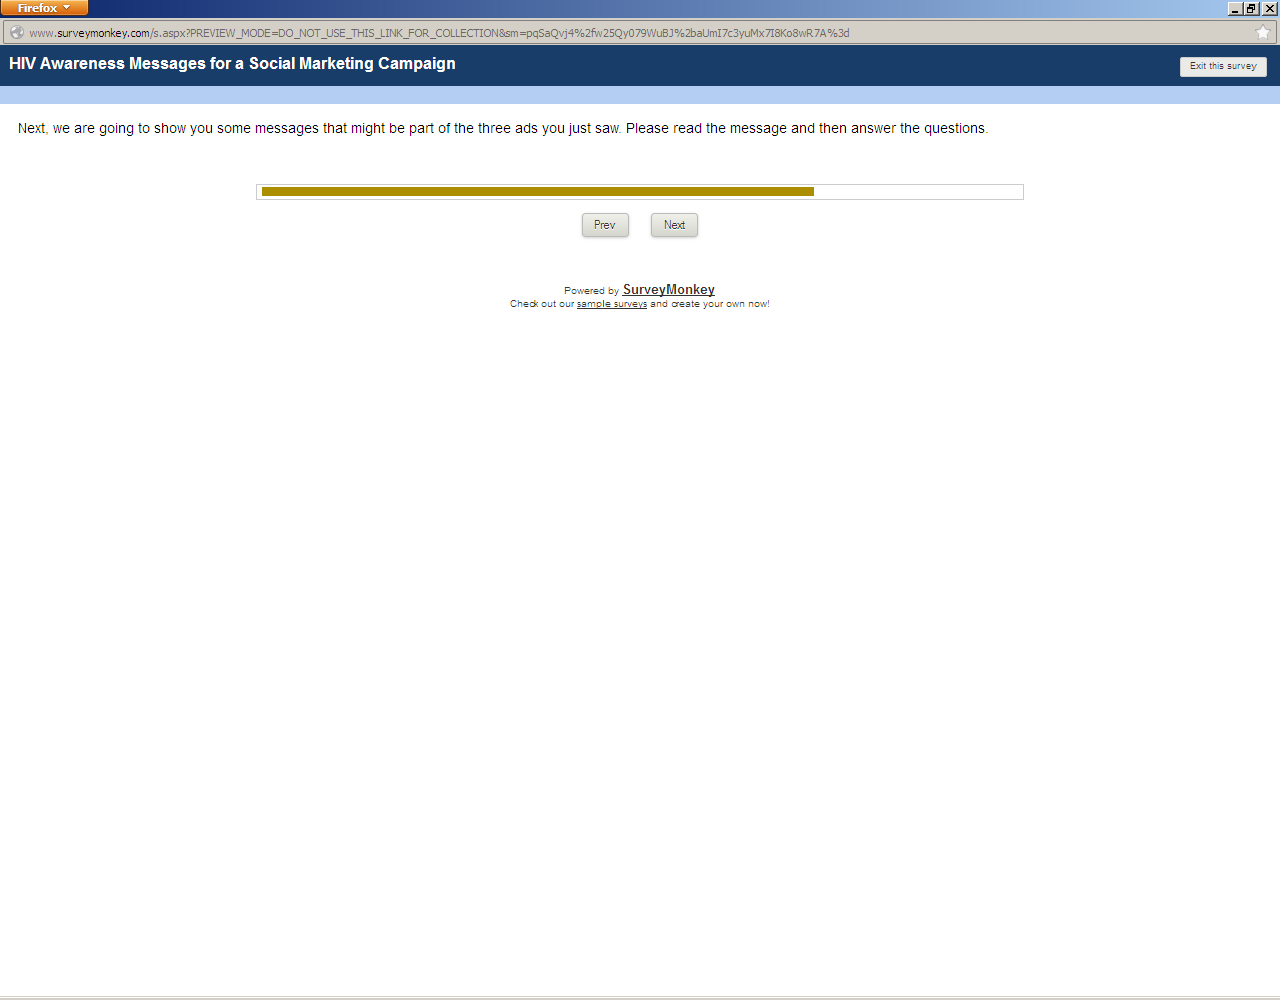 Firefox
www.surveymonkey.com/s.aspx?PREVIEW_MODE=DO_NOT_USE_THIS_LINK_FOR_COLLECTION&sm=pqSaQvj4%2fw25Qy079WuBJ%2baUmI7c3yuMx7I8Ko8wR7A%3d
HIV Awareness Messages for a Social Marketing Campaign
Exit this survey
Next, we are going to show you some messages that might be part of the three ads you just saw. Please read the message and then answer the questions.
Prev
Next
Powered by SurveyMonkey
Check out our sample surveys and create your own now!